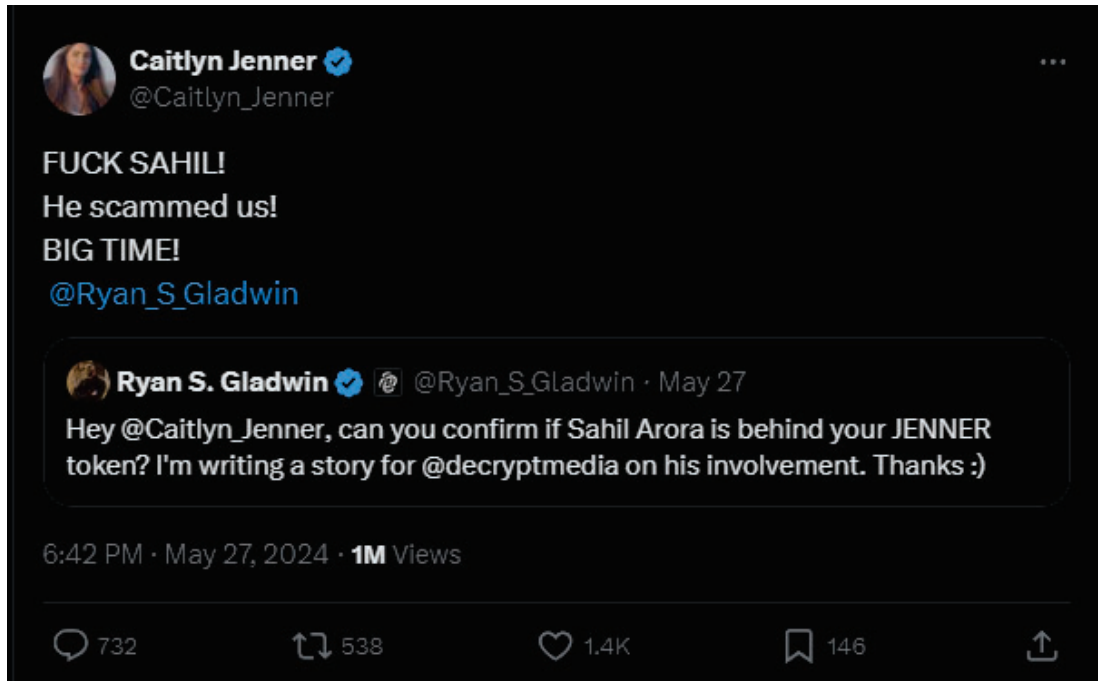 Caitlyn Jenner
@Caitlyn_Jenner
FUCK SAHIL!
He scammed us!
BIG TIME!
@Ryan_S_Gladwin
Ryan S. Gladwin @Ryan_S_Gladwin · May 27
Hey @Caitlyn_Jenner, can you confirm if Sahil Arora is behind your JENNER
token? I'm writing a story for @decryptmedia on his involvement. Thanks :)
6:42 PM · May 27, 2024 · 1M Views
732 538 1.4K 146